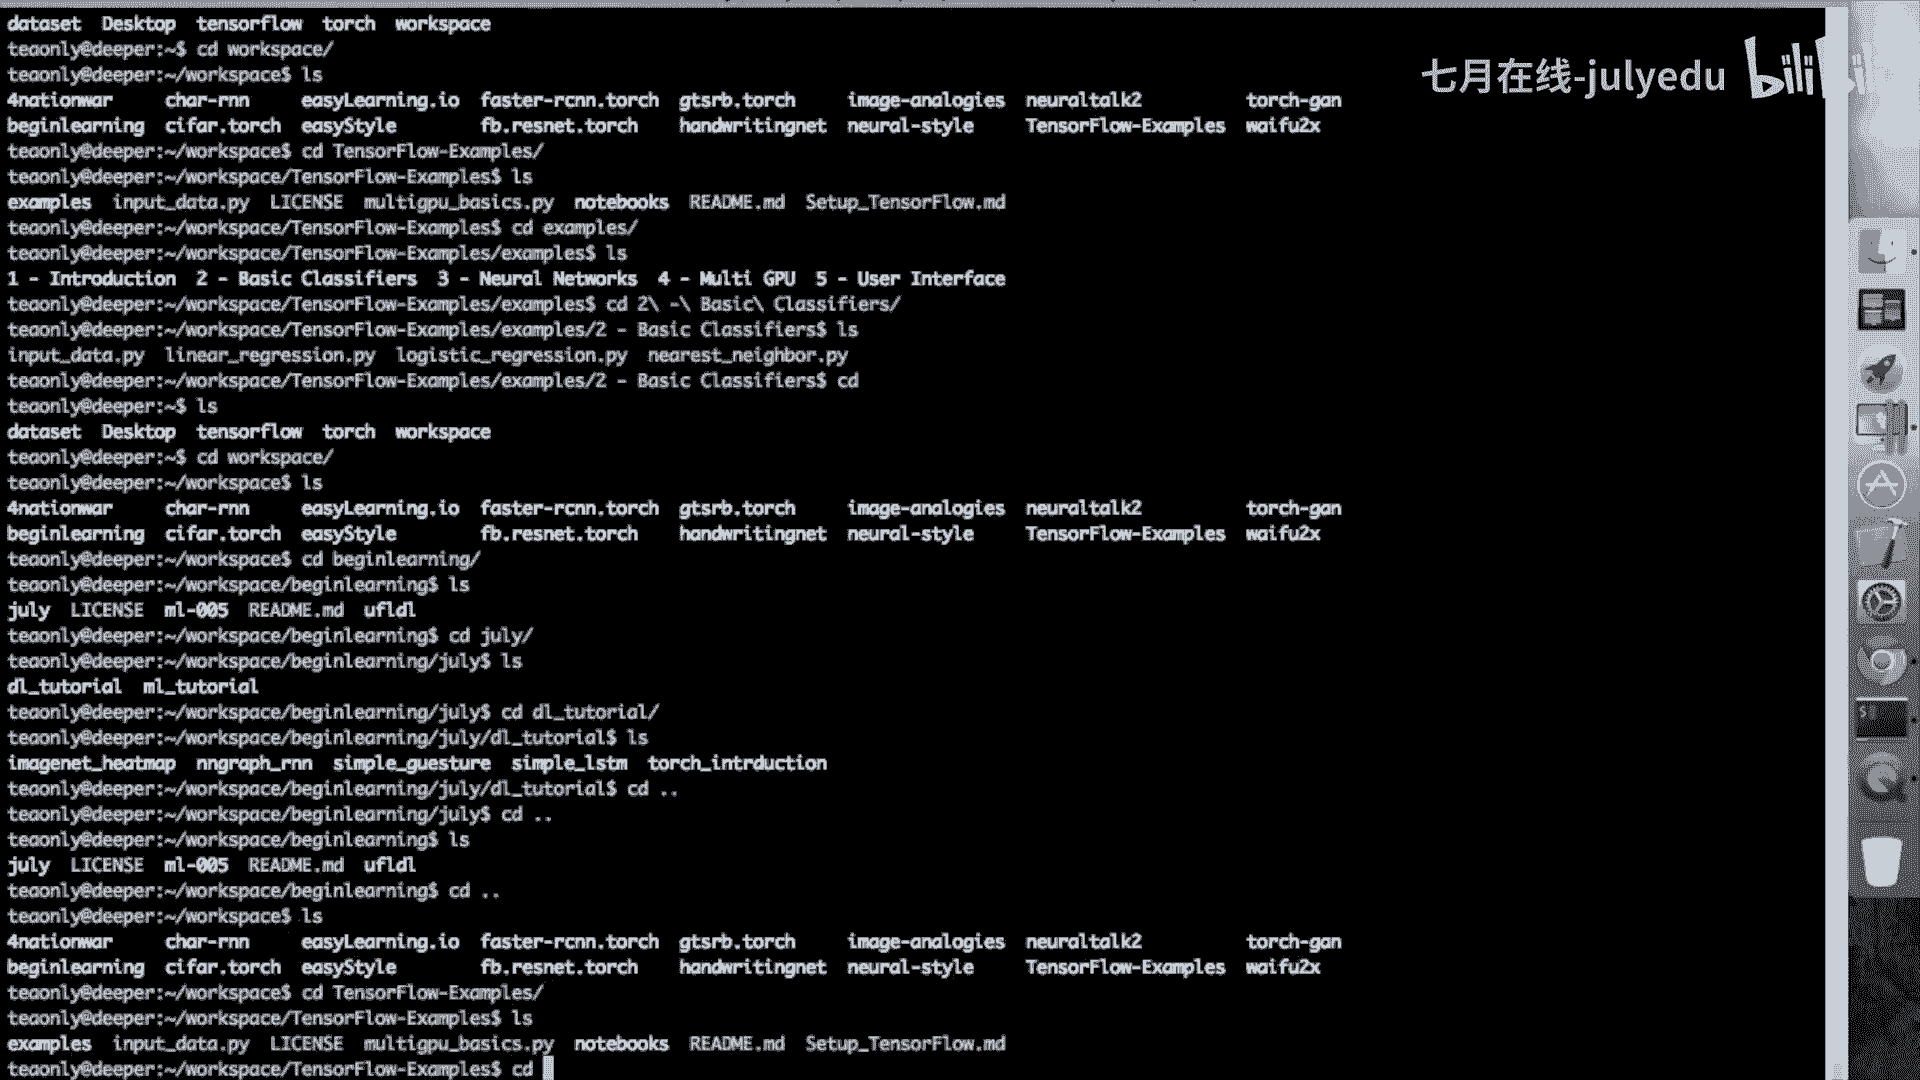 dataset  Desktop  tensorflow  torch  workspace
teaonly@deeper:~$ cd workspace/
teaonly@deeper:~/workspace$ ls
七月在线-julyedu bili
4nationwar     char-rnn     easyLearning.io  faster-rcnn.torch  gtsrb.torch     image-analogies  neuraltalk2          torch-gan
beginlearning  cifar.torch  easyStyle        fb.resnet.torch    handwritingnet  neural-style     TensorFlow-Examples  waifu2x
teaonly@deeper:~/workspace$ cd TensorFlow-Examples/
teaonly@deeper:~/workspace/TensorFlow-Examples$ ls
examples  input_data.py  LICENSE  multigpu_basics.py  notebooks  README.md  Setup_TensorFlow.md
teaonly@deeper:~/workspace/TensorFlow-Examples$ cd examples/
teaonly@deeper:~/workspace/TensorFlow-Examples/examples$ ls
1 - Introduction  2 - Basic Classifiers  3 - Neural Networks  4 - Multi GPU  5 - User Interface
teaonly@deeper:~/workspace/TensorFlow-Examples/examples$ cd 2\ -\ Basic\ Classifiers/
teaonly@deeper:~/workspace/TensorFlow-Examples/examples/2 - Basic Classifiers$ ls
input_data.py  linear_regression.py  logistic_regression.py  nearest_neighbor.py
teaonly@deeper:~/workspace/TensorFlow-Examples/examples/2 - Basic Classifiers$ cd
teaonly@deeper:~$ ls
dataset  Desktop  tensorflow  torch  workspace
teaonly@deeper:~$ cd workspace/
teaonly@deeper:~/workspace$ ls
4nationwar     char-rnn     easyLearning.io  faster-rcnn.torch  gtsrb.torch     image-analogies  neuraltalk2          torch-gan
beginlearning  cifar.torch  easyStyle        fb.resnet.torch    handwritingnet  neural-style     TensorFlow-Examples  waifu2x
teaonly@deeper:~/workspace$ cd beginlearning/
teaonly@deeper:~/workspace/beginlearning$ ls
july  LICENSE  ml-005  README.md  ufldl
teaonly@deeper:~/workspace/beginlearning$ cd july/
teaonly@deeper:~/workspace/beginlearning/july$ ls
dl_tutorial  ml_tutorial
teaonly@deeper:~/workspace/beginlearning/july$ cd dl_tutorial/
teaonly@deeper:~/workspace/beginlearning/july/dl_tutorial$ ls
imagenet_heatmap  nngraph_rnn  simple_guesture  simple_lstm  torch_intrduction
teaonly@deeper:~/workspace/beginlearning/july/dl_tutorial$ cd ..
teaonly@deeper:~/workspace/beginlearning/july$ cd ..
teaonly@deeper:~/workspace/beginlearning$ ls
july  LICENSE  ml-005  README.md  ufldl
teaonly@deeper:~/workspace/beginlearning$ cd ..
teaonly@deeper:~/workspace$ ls
4nationwar     char-rnn     easyLearning.io  faster-rcnn.torch  gtsrb.torch     image-analogies  neuraltalk2          torch-gan
beginlearning  cifar.torch  easyStyle        fb.resnet.torch    handwritingnet  neural-style     TensorFlow-Examples  waifu2x
teaonly@deeper:~/workspace$ cd TensorFlow-Examples/
teaonly@deeper:~/workspace/TensorFlow-Examples$ ls
examples  input_data.py  LICENSE  multigpu_basics.py  notebooks  README.md  Setup_TensorFlow.md
teaonly@deeper:~/workspace/TensorFlow-Examples$ cd